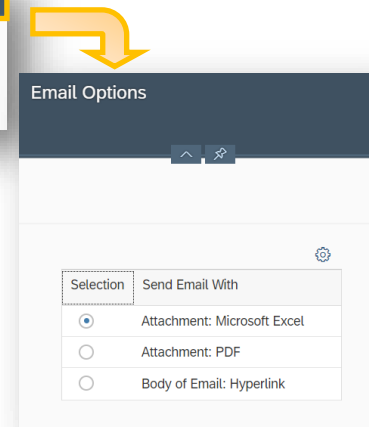 Email Options
Selection Send Email With
Attachment: Microsoft Excel
Attachment: PDF
Body of Email: Hyperlink